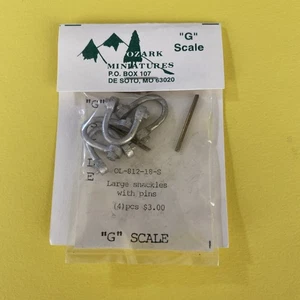 "G"
Scale
OZARK
MINIATURES
P.O. BOX 107
DE SOTO, MO 63020
"G"
L
E
OL-812-18-S
Large shackles
with pins
(4)pcs $3.00
"G" SCALE